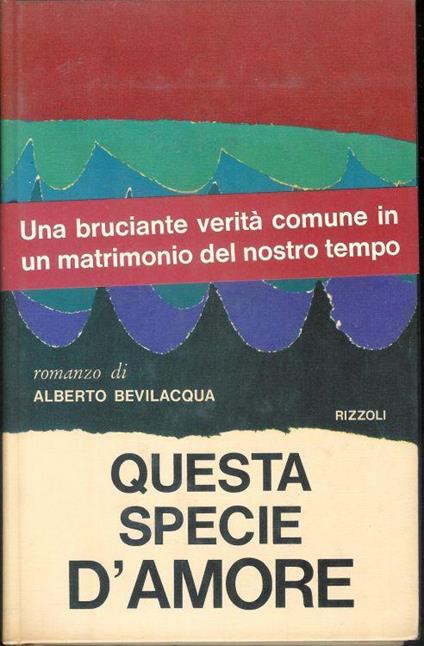 Una bruciante verità comune in
un matrimonio del nostro tempo
romanzo di
ALBERTO BEVILACQUA
RIZZOLI
QUESTA
SPECIE
D'AMORE